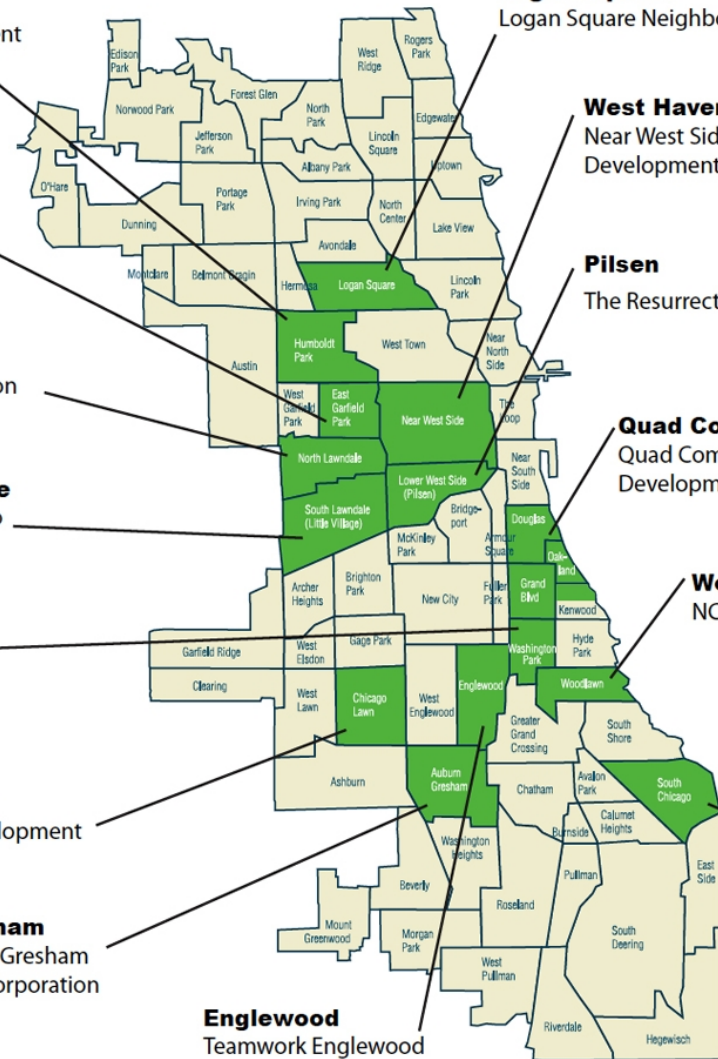 Logan Square Neighbo
West Haven
Near West Sid
Development
Pilsen
The Resurrect
Quad Co
Quad Com
Developm
We
NC
ent
on
e
lopment
ham
Gresham
orporation
Englewood
Teamwork Englewood
Edison
Park
Norwood Park
Forest Glen
Jefferson
Park
North
Park
West
Ridge
Rogers
Park
Edgewater
Lincoln
Square
Albany Park
Uptown
O'Hare
Portage
Park
Irving Park
North
Center
Dunning
Lake View
Avondale
Montclare
Belmont Cragin
Hermosa
Logan Square
Lincoln
Park
Humboldt
Park
West Town
Near
North
Side
Austin
West
Garfield
Park
East
Garfield
Park
Near West Side
The
Loop
North Lawndale
Near
South
Side
Lower West Side
(Pilsen)
South Lawndale
(Little Village)
Bridge-
port
Douglas
McKinley
Park
Armour
Square
Oak-
land
Archer
Heights
Brighton
Park
New City
Fuller
Park
Grand
Blvd
Kenwood
Garfield Ridge
West
Elsdon
Gage Park
Washington
Park
Hyde
Park
Clearing
West
Lawn
Chicago
Lawn
West
Englewood
Englewood
Woodlawn
Greater
Grand
Crossing
South
Shore
Ashburn
Auburn
Gresham
Chatham
Avalon
Park
South
Chicago
Calumet
Heights
Burnside
Washington
Heights
Pullman
East
Side
Beverly
Roseland
Mount
Greenwood
Morgan
Park
South
Deering
West
Pullman
Riverdale
Hegewisch